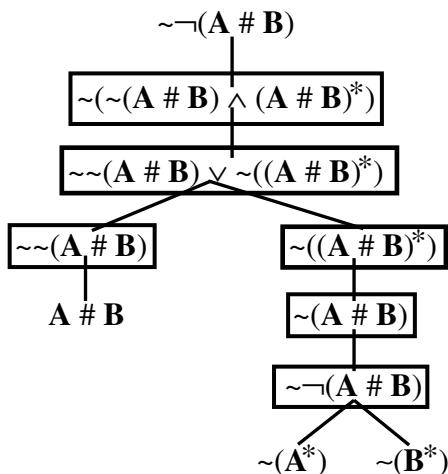 ~¬(A # B)
~(~(A # B) ∧ (A # B)*)
~~(A # B) ∨ ~((A # B)*)
~~(A # B) ~((A # B)*)
A # B ~(A # B)
~¬(A # B)
~(A*) ~(B*)